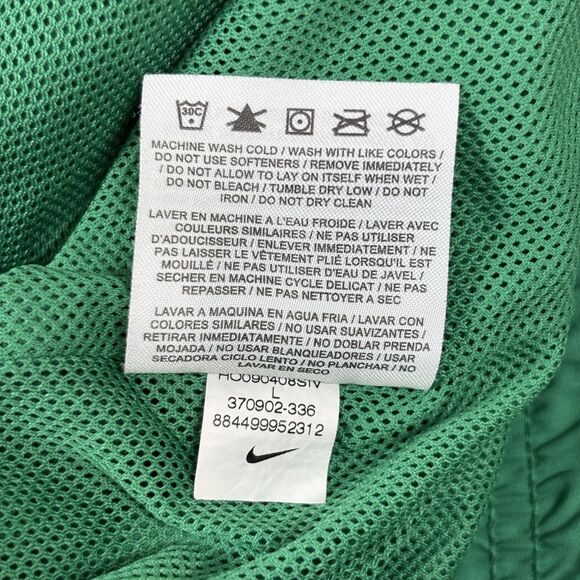 30C
MACHINE WASH COLD / WASH WITH LIKE COLORS /
DO NOT USE SOFTENERS / REMOVE IMMEDIATELY
/ DO NOT ALLOW TO LAY ON ITSELF WHEN WET /
DO NOT BLEACH / TUMBLE DRY LOW / DO NOT
IRON / DO NOT DRY CLEAN
LAVER EN MACHINE A L'EAU FROIDE / LAVER AVEC
COULEURS SIMILAIRES / NE PAS UTILISER
D'ADOUCISSEUR / ENLEVER IMMEDIATEMENT / NE
PAS LAISSER LE VÊTEMENT PLIÉ LORSQU'IL EST
MOUILLÉ / NE PAS UTILISER D'EAU DE JAVEL /
SECHER EN MACHINE CYCLE DELICAT / NE PAS
REPASSER / NE PAS NETTOYER A SEC
LAVAR A MAQUINA EN AGUA FRIA / LAVAR CON
COLORES SIMILARES / NO USAR SUAVIZANTES /
RETIRAR INMEDIATAMENTE / NO DOBLAR PRENDA
MOJADA / NO USAR BLANQUEADORES / USAR
SECADORA CICLO LENTO / NO PLANCHAR / NO
LAVAR EN SECO
L
370902-336
884499952312